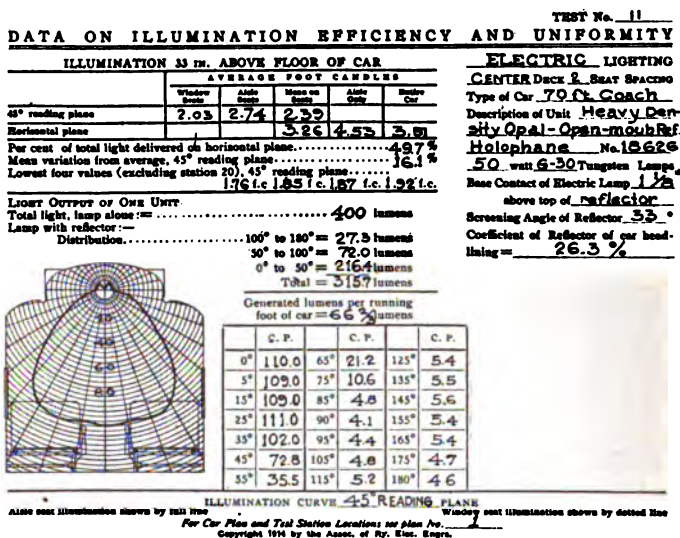 TEST No. 11
DATA ON ILLUMINATION EFFICIENCY AND UNIFORMITY
ILLUMINATION 33 IN. ABOVE FLOOR OF CAR
AVERAGE FOOT CANDLES
Window Seats Aisle Seats Mean on Seats Aisle Only Entire Car
45° reading plane 2.03 2.74 2.39
Horizontal plane 3.26 4.53 3.81
Per cent of total light delivered on horizontal plane 49.7 %
Mean variation from average, 45° reading plane 16.1 %
Lowest four values (excluding station 20), 45° reading plane
1.76 f.c 1.85 f.c. 1.87 f.c. 1.92 f.c.
ELECTRIC LIGHTING
CENTER DECK 2 SEAT SPACING
Type of Car 70 ft. Coach
Description of Unit Heavy Den-
sity Opal-Open-mouth Ref.
Holophane No. 18626
50 watt G-30 Tungsten Lamps
Base Contact of Electric Lamp 1 7/8
above top of reflector
Screening Angle of Reflector 33 °
Coefficient of Reflector of car head-
lining = 26.3 %
LIGHT OUTPUT OF ONE UNIT
Total light, lamp alone:= 400 lumens
Lamp with reflector:—
Distribution. 100° to 180° = 27.3 lumens
50° to 100° = 72.0 lumens
0° to 50° = 216.4 lumens
Total = 315.7 lumens
Generated lumens per running
foot of car = 66 2/3 lumens
20
40
60
80
C. P. C. P. C. P.
0° 110.0 65° 21.2 125° 5.4
5° 109.0 75° 10.6 135° 5.5
15° 109.0 85° 4.8 145° 5.6
25° 111.0 90° 4.1 155° 5.4
35° 102.0 95° 4.4 165° 5.4
45° 72.8 105° 4.8 175° 4.7
55° 35.5 115° 5.2 180° 4.6
ILLUMINATION CURVE 45° READING PLANE
Aisle seat illumination shown by full line Window seat illumination shown by dotted line
For Car Plan and Test Station Locations see plan No. 1
Copyright 1914 by the Assoc. of Ry. Elec. Engrs.